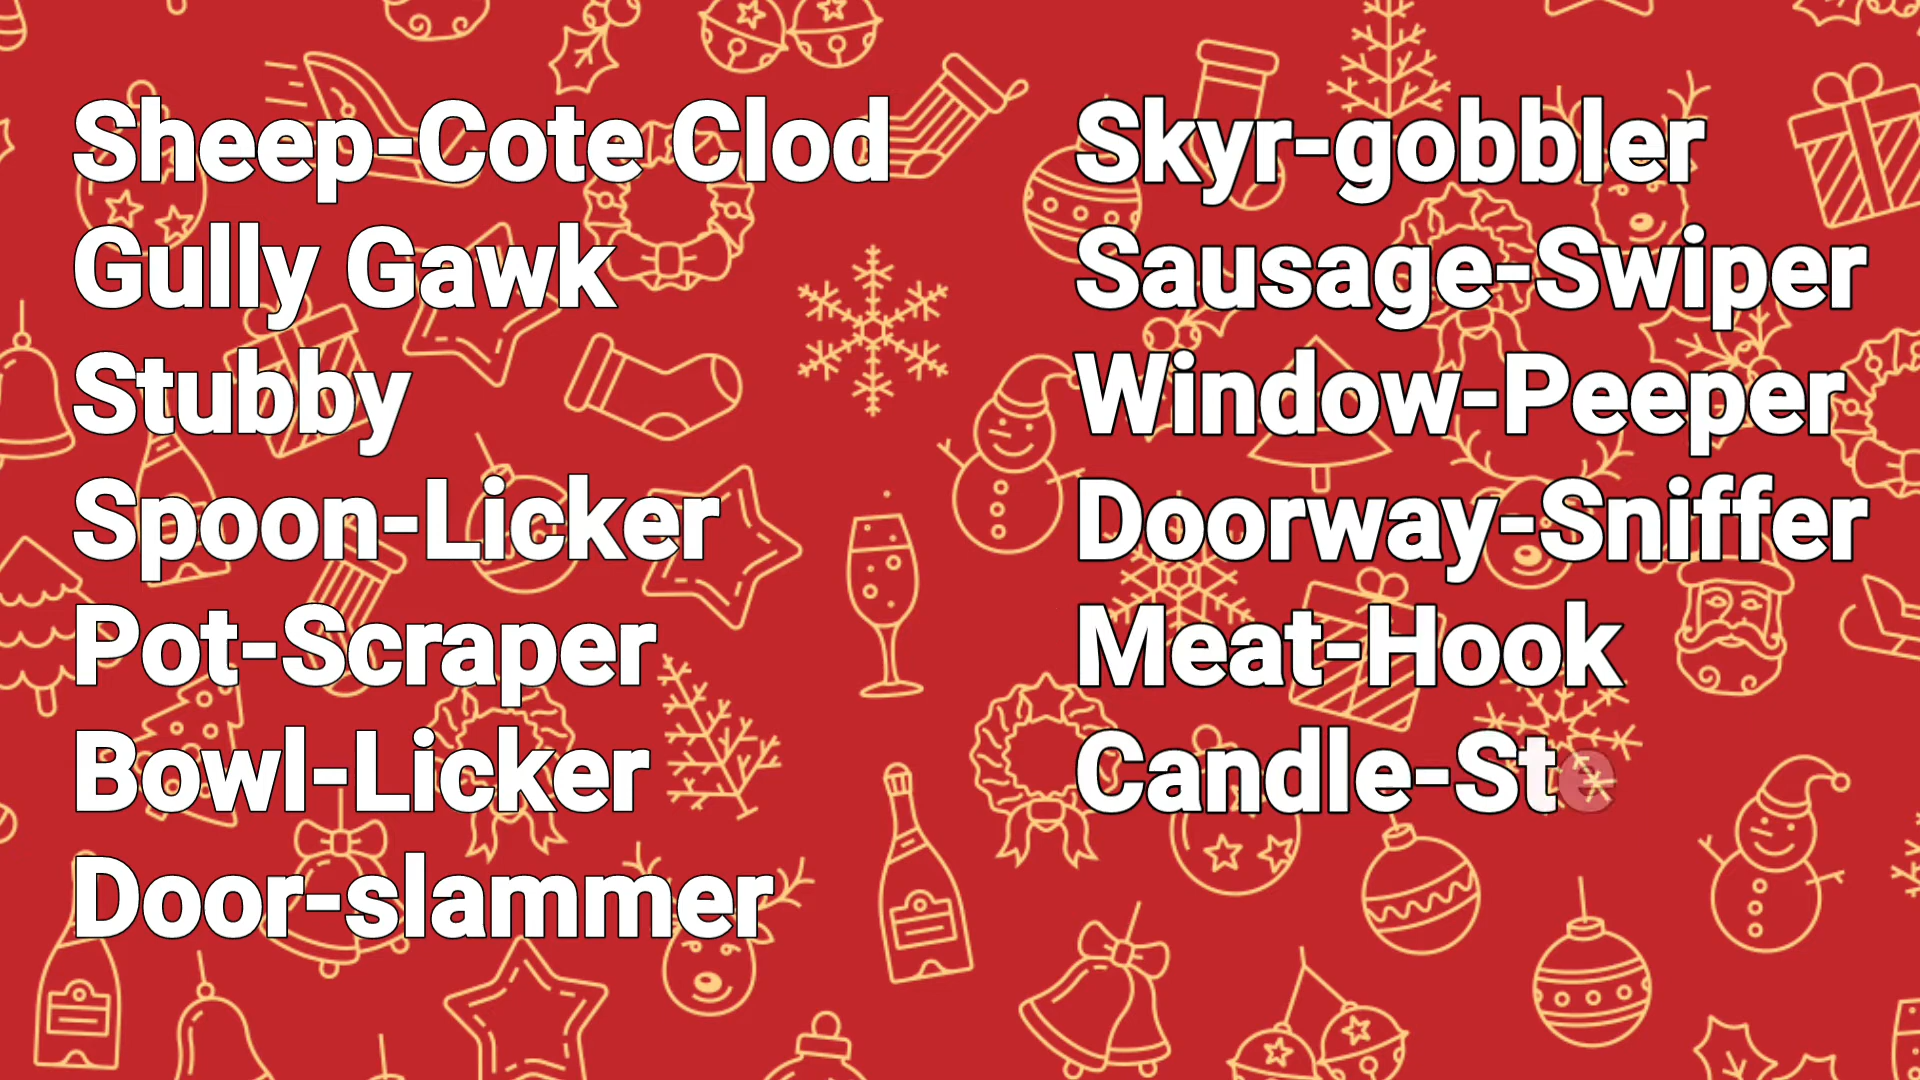 Sheep-Cote Clod
Gully Gawk
Stubby
Spoon-Licker
Pot-Scraper
Bowl-Licker
Door-slammer
Skyr-gobbler
Sausage-Swiper
Window-Peeper
Doorway-Sniffer
Meat-Hook
Candle-Ste